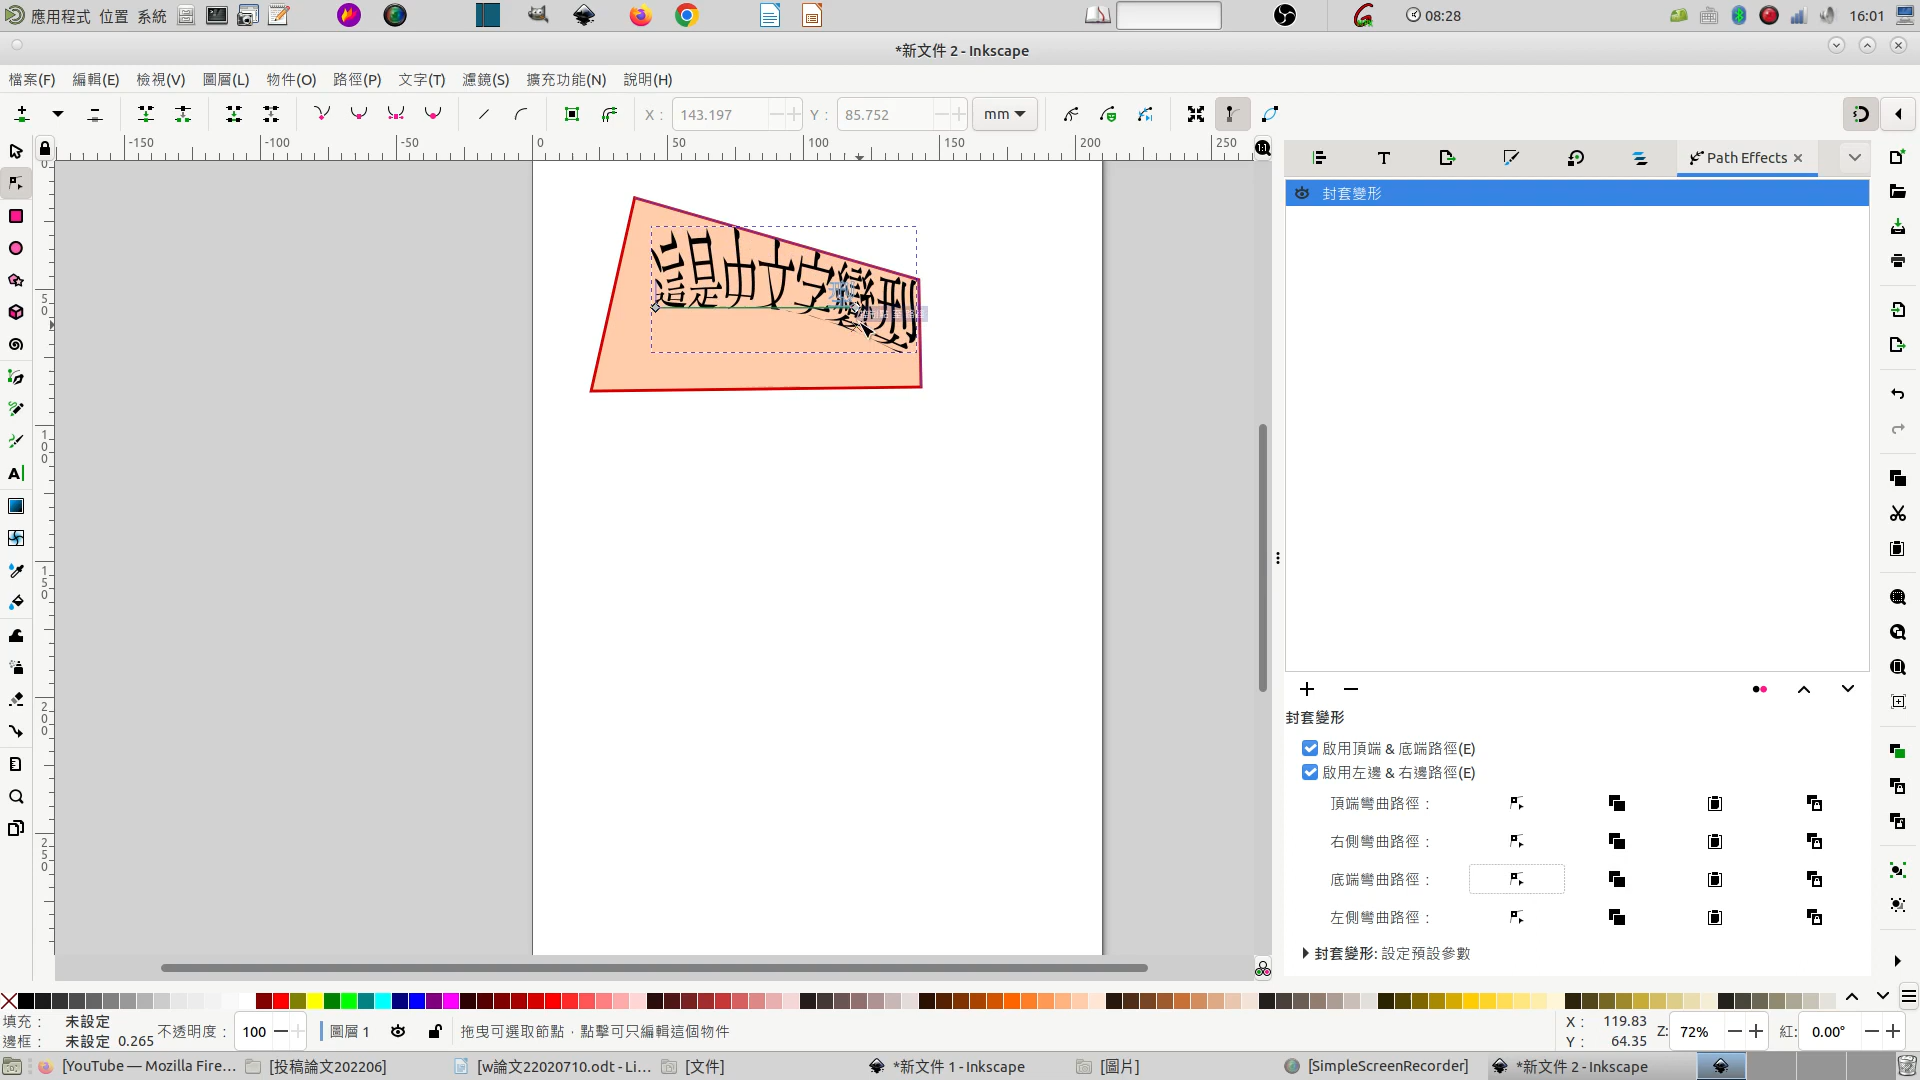 應用程式 位置 系統
08:28
16:01
*新文件 2 - Inkscape
檔案(F) 編輯(E) 檢視(V) 圖層(L) 物件(O) 路徑(P) 文字(T) 濾鏡(S) 擴充功能(N) 說明(H)
X : 143.197 Y : 85.752 mm
-150 -100 -50 0 50 100 150 200 250
Path Effects
封套變形
這是中文字變形
0
50
100
150
200
250
封套變形
啟用頂端 & 底端路徑(E)
啟用左邊 & 右邊路徑(E)
頂端彎曲路徑 :
右側彎曲路徑 :
底端彎曲路徑 :
左側彎曲路徑 :
封套變形: 設定預設參數
填充 : 未設定
邊框 : 未設定 0.265
不透明度 : 100
圖層 1
拖曳可選取節點，點擊可只編輯這個物件
X : 119.83
Y : 64.35
Z: 72%
紅: 0.00°
[YouTube — Mozilla Fire... [投稿論文202206] [w論文22020710.odt - Li... [文件] *新文件 1 - Inkscape [圖片] [SimpleScreenRecorder] *新文件 2 - Inkscape